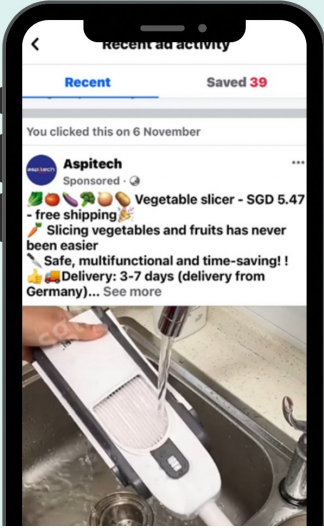 Recent ad activity
Recent
Saved 39
You clicked this on 6 November
Aspitech
Sponsored ·
Vegetable slicer - SGD 5.47
- free shipping🎉
🥕 Slicing vegetables and fruits has never
been easier
🔪 Safe, multifunctional and time-saving! !
👍🚚Delivery: 3-7 days (delivery from
Germany)... See more